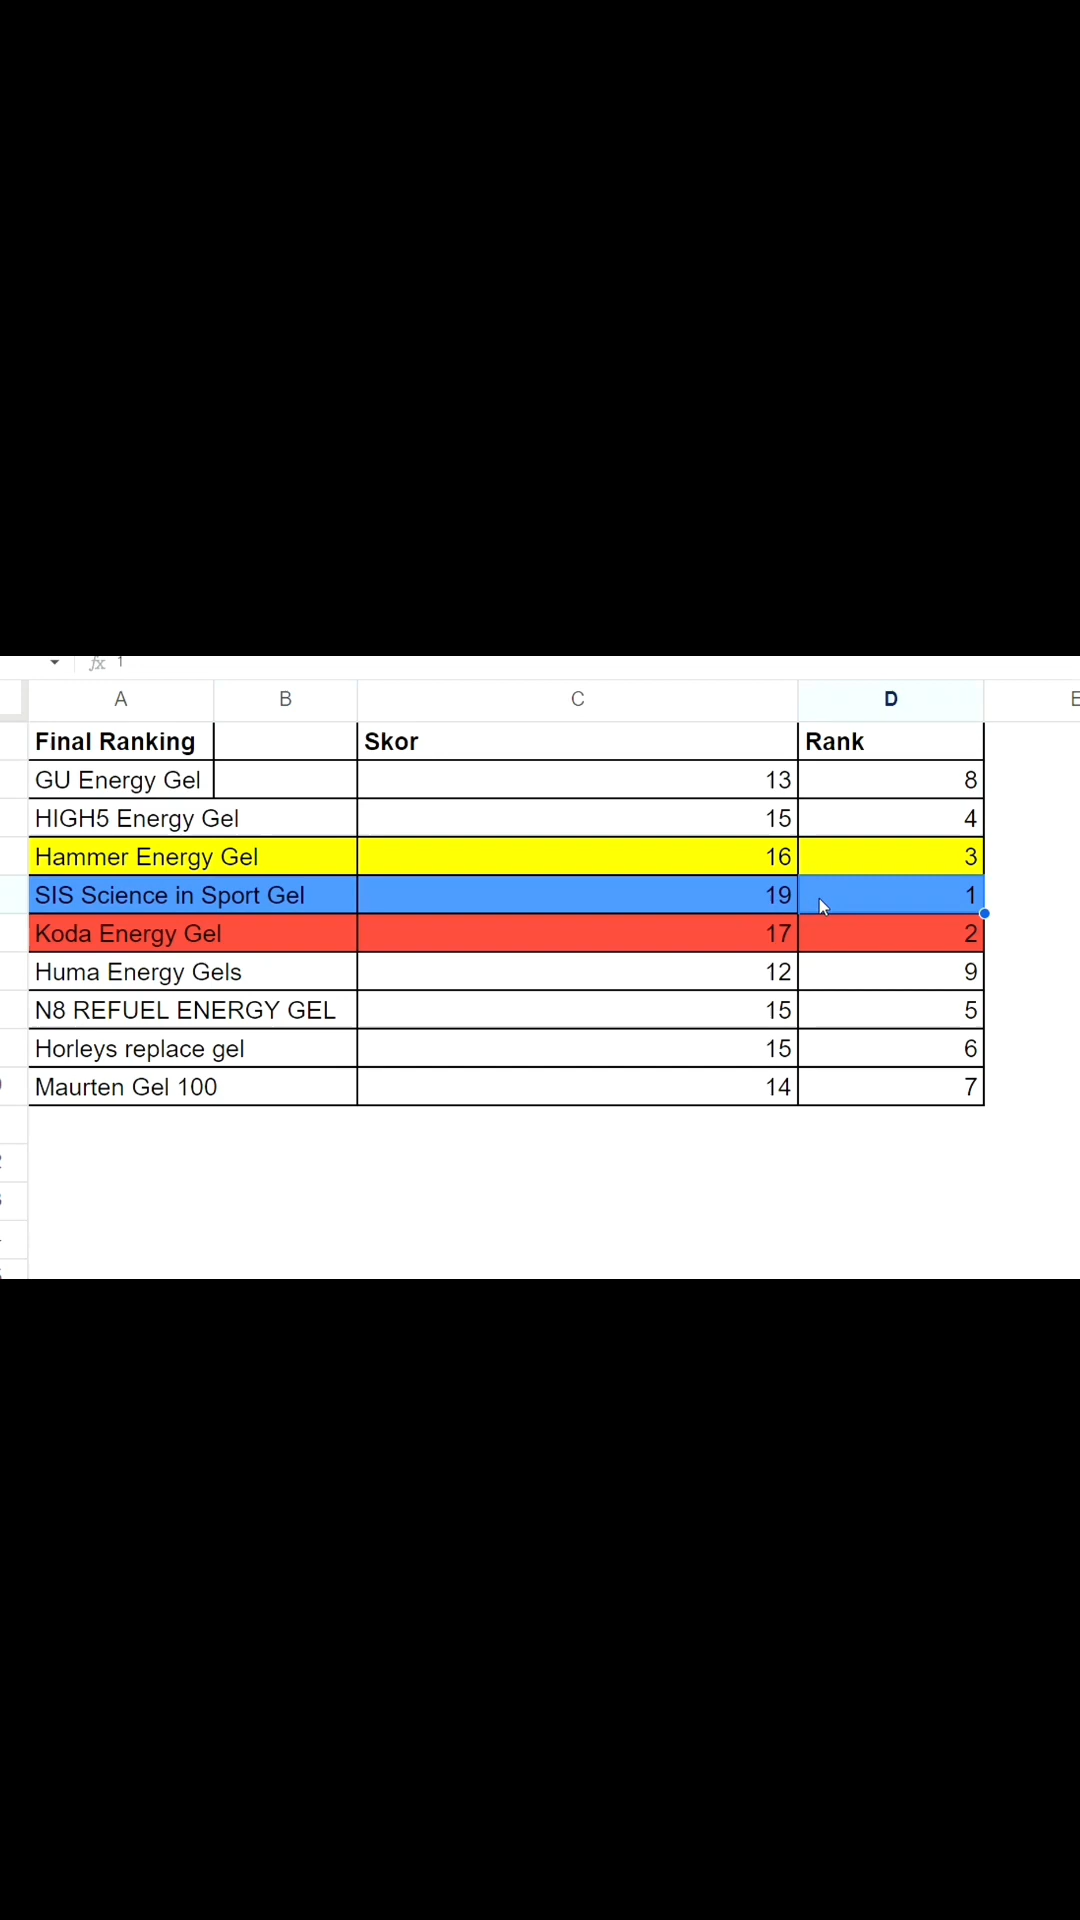 fx 1
A B C D E
Final Ranking Skor Rank
GU Energy Gel 13 8
HIGH5 Energy Gel 15 4
Hammer Energy Gel 16 3
SIS Science in Sport Gel 19 1
Koda Energy Gel 17 2
Huma Energy Gels 12 9
N8 REFUEL ENERGY GEL 15 5
Horleys replace gel 15 6
Maurten Gel 100 14 7